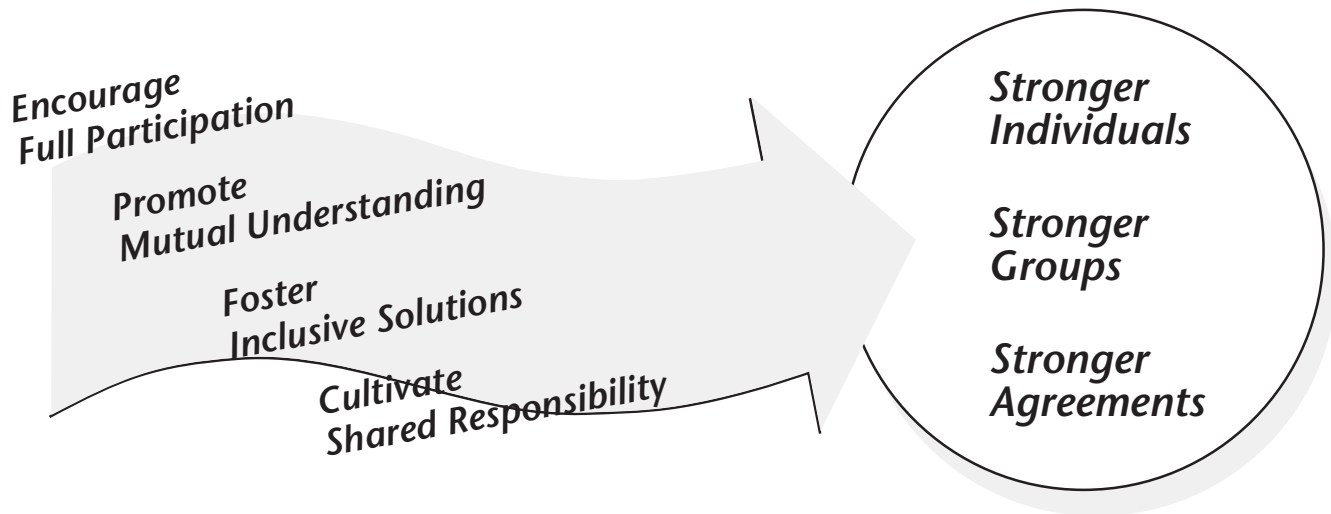 Encourage
Full Participation
Promote
Mutual Understanding
Foster
Inclusive Solutions
Cultivate
Shared Responsibility
Stronger
Individuals
Stronger
Groups
Stronger
Agreements